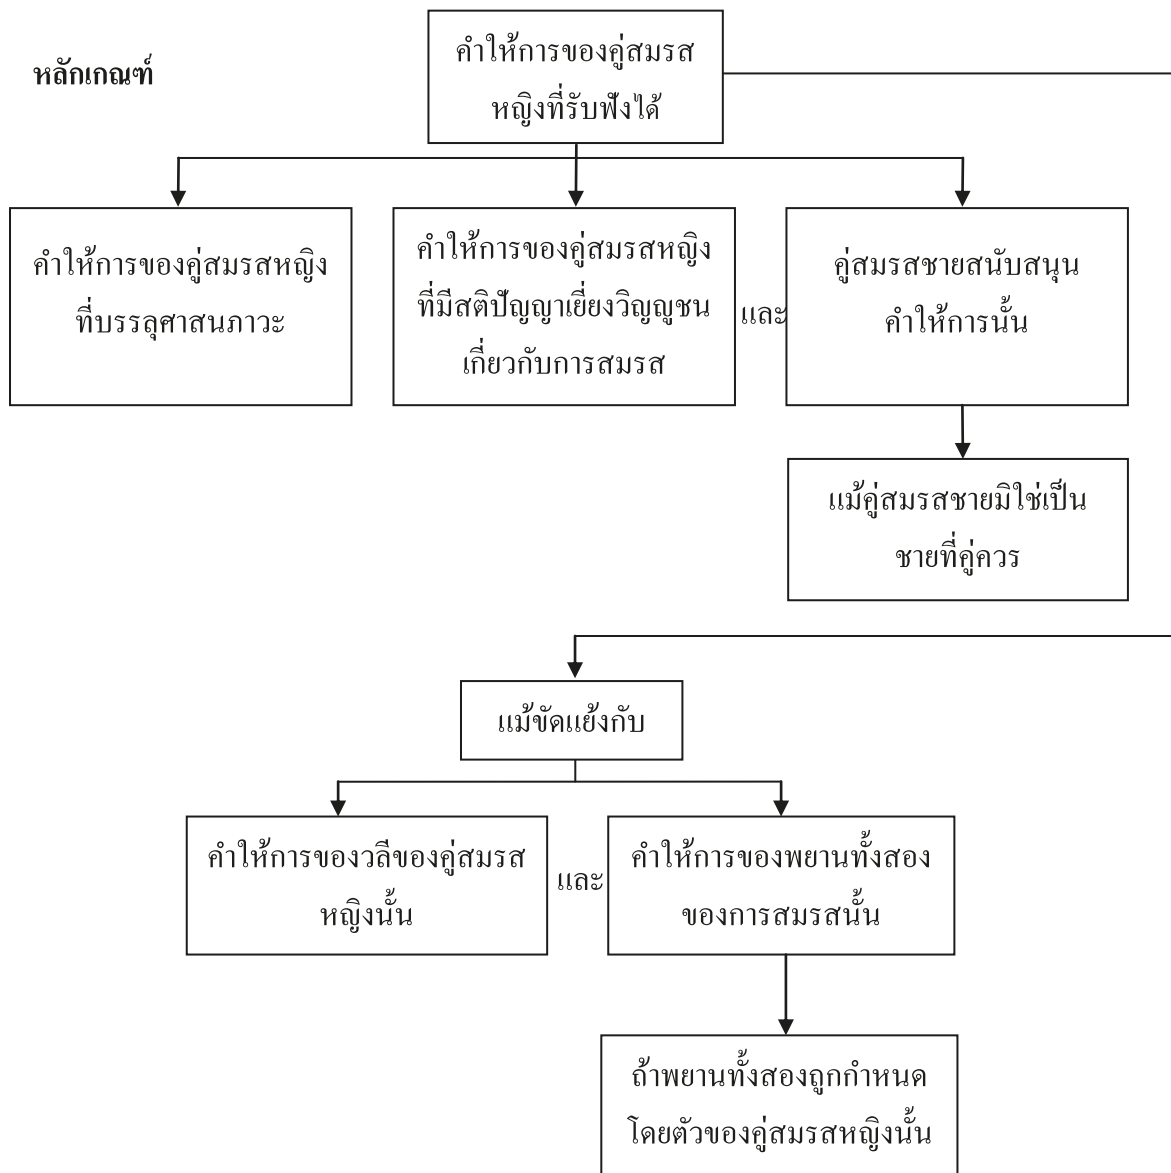 หลักเกณฑ์
คำให้การของคู่สมรส
หญิงที่รับฟังได้
คำให้การของคู่สมรสหญิง
ที่บรรลุศาสนภาวะ
คำให้การของคู่สมรสหญิง
ที่มีสติปัญญาเยี่ยงวิญญูชน
เกี่ยวกับการสมรส
และ
คู่สมรสชายสนับสนุน
คำให้การนั้น
แม้คู่สมรสชายมิใช่เป็น
ชายที่คู่ควร
แม้ขัดแย้งกับ
คำให้การของวลีของคู่สมรส
หญิงนั้น
และ
คำให้การของพยานทั้งสอง
ของการสมรสนั้น
ถ้าพยานทั้งสองถูกกำหนด
โดยตัวของคู่สมรสหญิงนั้น